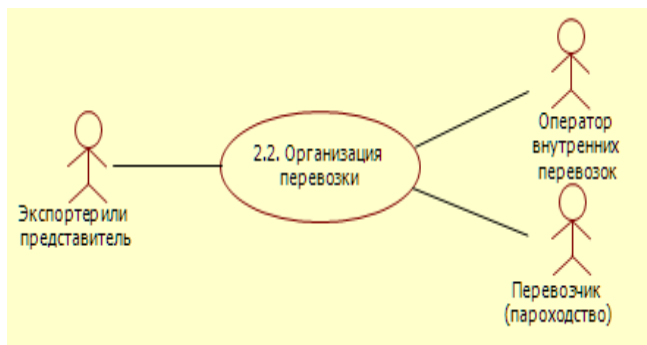 Экспортерили
представитель
2.2. Организация
перевозки
Оператор
внутренних
перевозок
Перевозчик
(пароходство)